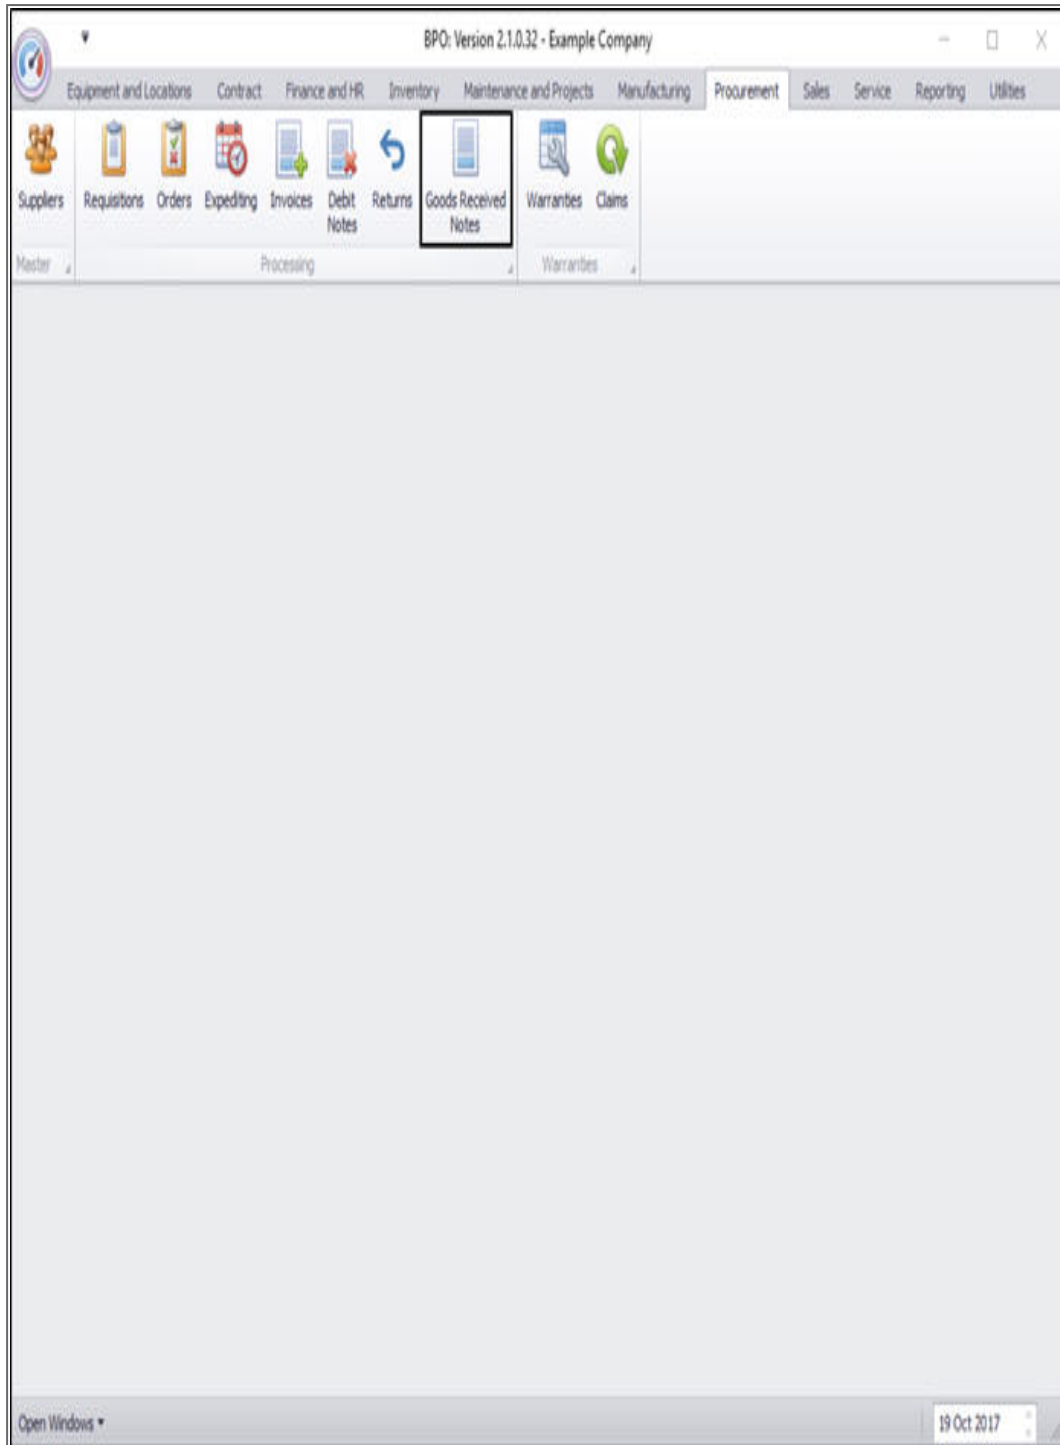 BPO: Version 2.1.0.32 - Example Company
Equipment and Locations Contract Finance and HR Inventory Maintenance and Projects Manufacturing Procurement Sales Service Reporting Utilities
Suppliers Requisitions Orders Expediting Invoices Debit Notes Returns Goods Received Notes Warranties Claims
Master Processing Warranties
Open Windows 19 Oct 2017